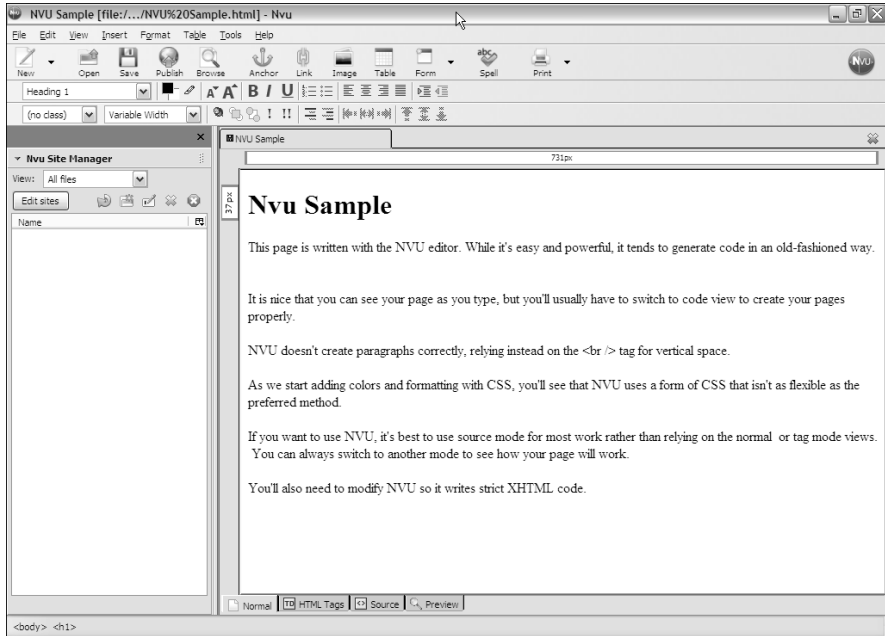 NVU Sample [file:/.../NVU%20Sample.html] - Nvu
File Edit View Insert Format Table Tools Help
New Open Save Publish Browse Anchor Link Image Table Form Spell Print NVU
Heading 1 A A B I U
(no class) Variable Width ! !!
NVU Sample
Nvu Site Manager
731px
View: All files
Edit sites
37px
Name
Nvu Sample
This page is written with the NVU editor. While it's easy and powerful, it tends to generate code in an old-fashioned way.
It is nice that you can see your page as you type, but you'll usually have to switch to code view to create your pages
properly.
NVU doesn't create paragraphs correctly, relying instead on the <br /> tag for vertical space.
As we start adding colors and formatting with CSS, you'll see that NVU uses a form of CSS that isn't as flexible as the
preferred method.
If you want to use NVU, it's best to use source mode for most work rather than relying on the normal or tag mode views.
You can always switch to another mode to see how your page will work.
You'll also need to modify NVU so it writes strict XHTML code.
Normal TD HTML Tags Source Preview
<body> <h1>